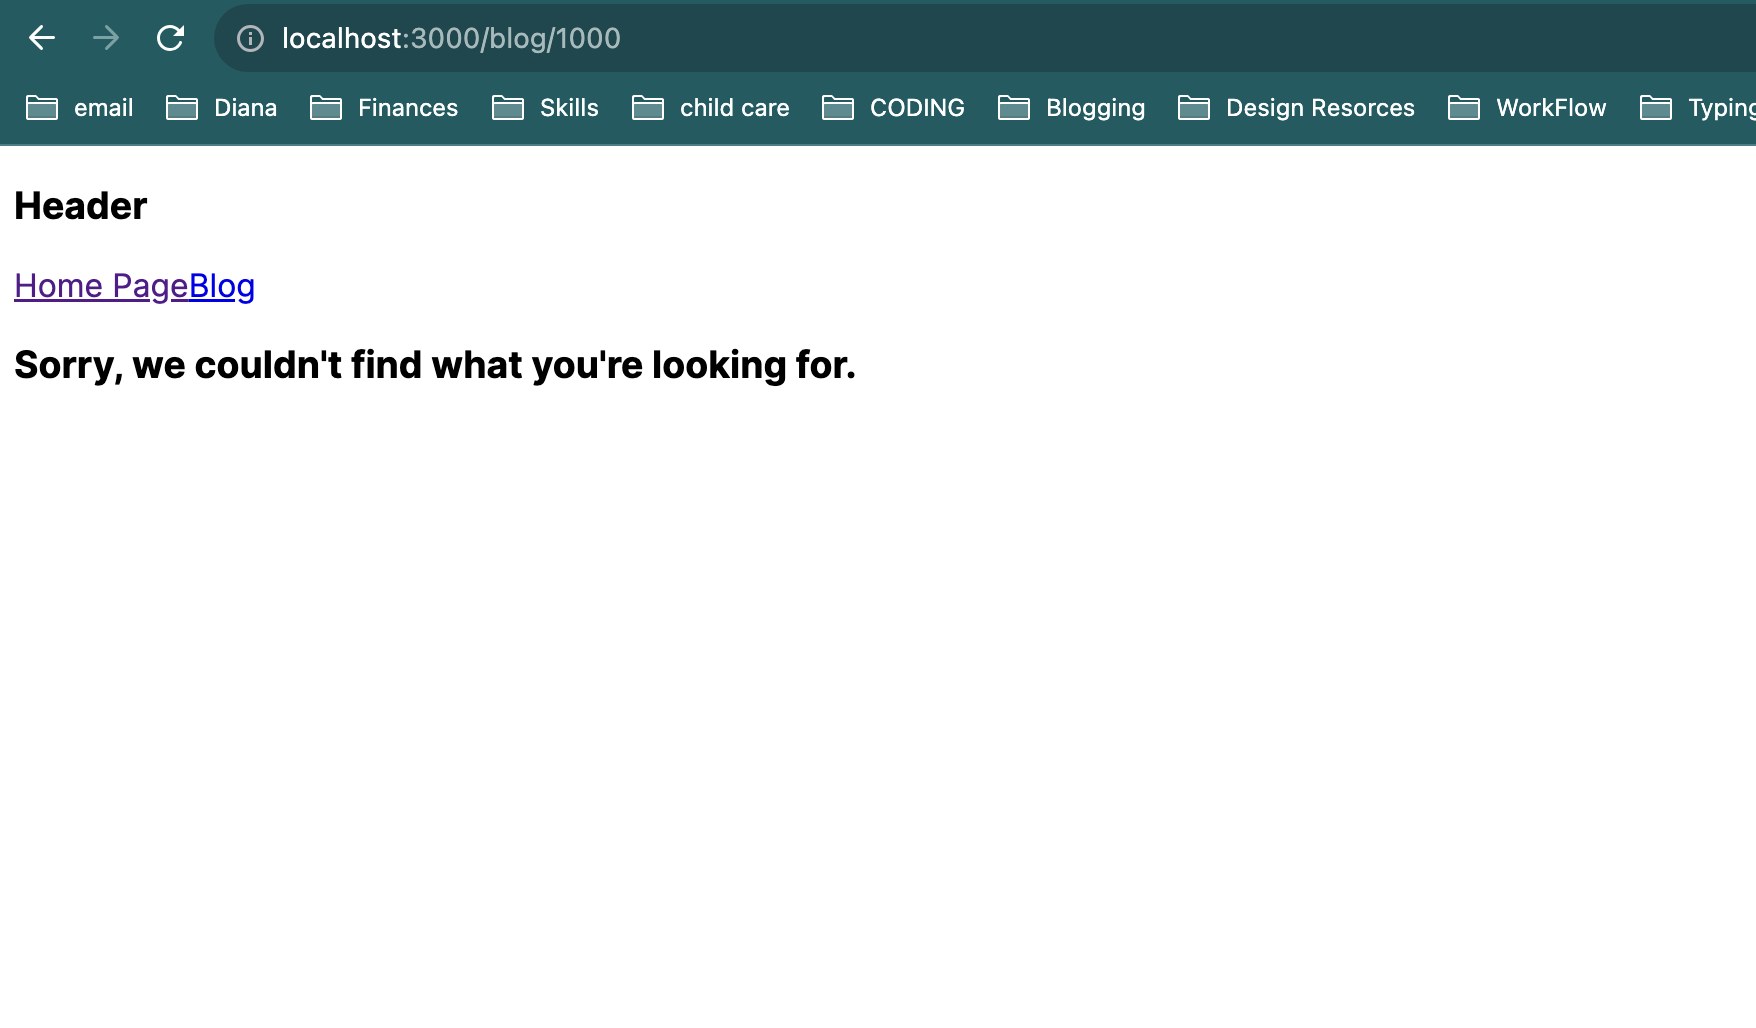 localhost:3000/blog/1000
email Diana Finances Skills child care CODING Blogging Design Resorces WorkFlow Typing
Header
Home PageBlog
Sorry, we couldn't find what you're looking for.